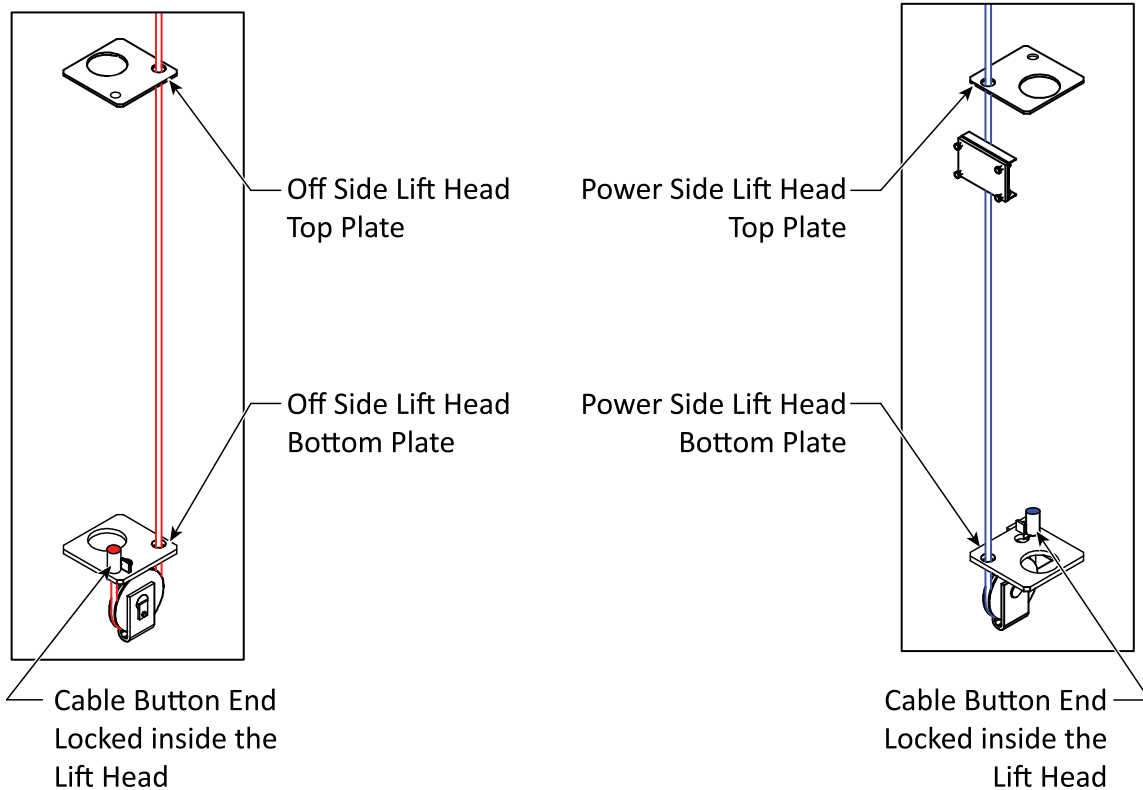 Off Side Lift Head
Top Plate
Power Side Lift Head
Top Plate
Off Side Lift Head
Bottom Plate
Power Side Lift Head
Bottom Plate
Cable Button End
Locked inside the
Lift Head
Cable Button End
Locked inside the
Lift Head